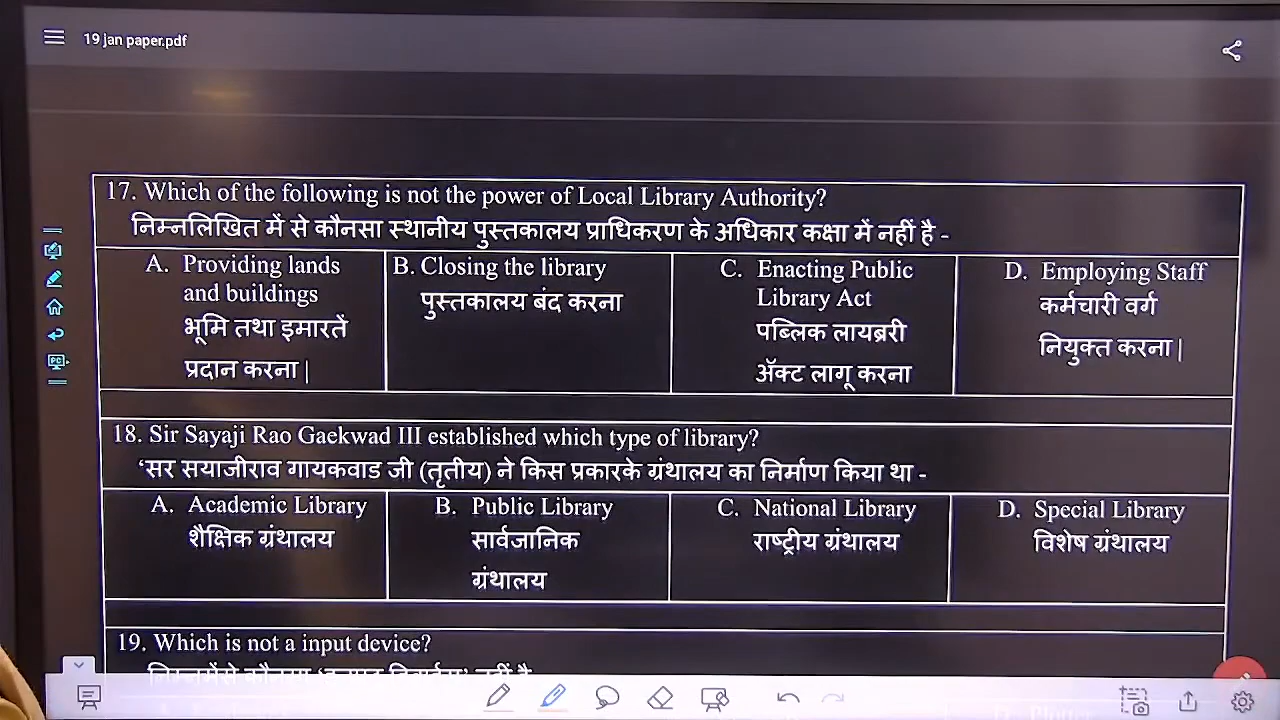 19 jan paper.pdf
17. Which of the following is not the power of Local Library Authority?
निम्नलिखित में से कौनसा स्थानीय पुस्तकालय प्राधिकरण के अधिकार कक्षा में नहीं है -
A. Providing lands
and buildings
भूमि तथा इमारतें
प्रदान करना |
B. Closing the library
पुस्तकालय बंद करना
C. Enacting Public
Library Act
पब्लिक लायब्ररी
ॲक्ट लागू करना
D. Employing Staff
कर्मचारी वर्ग
नियुक्त करना |
18. Sir Sayaji Rao Gaekwad III established which type of library?
‘सर सयाजीराव गायकवाड जी (तृतीय) ने किस प्रकारके ग्रंथालय का निर्माण किया था -
A. Academic Library
शैक्षिक ग्रंथालय
B. Public Library
सार्वजानिक
ग्रंथालय
C. National Library
राष्ट्रीय ग्रंथालय
D. Special Library
विशेष ग्रंथालय
19. Which is not a input device?